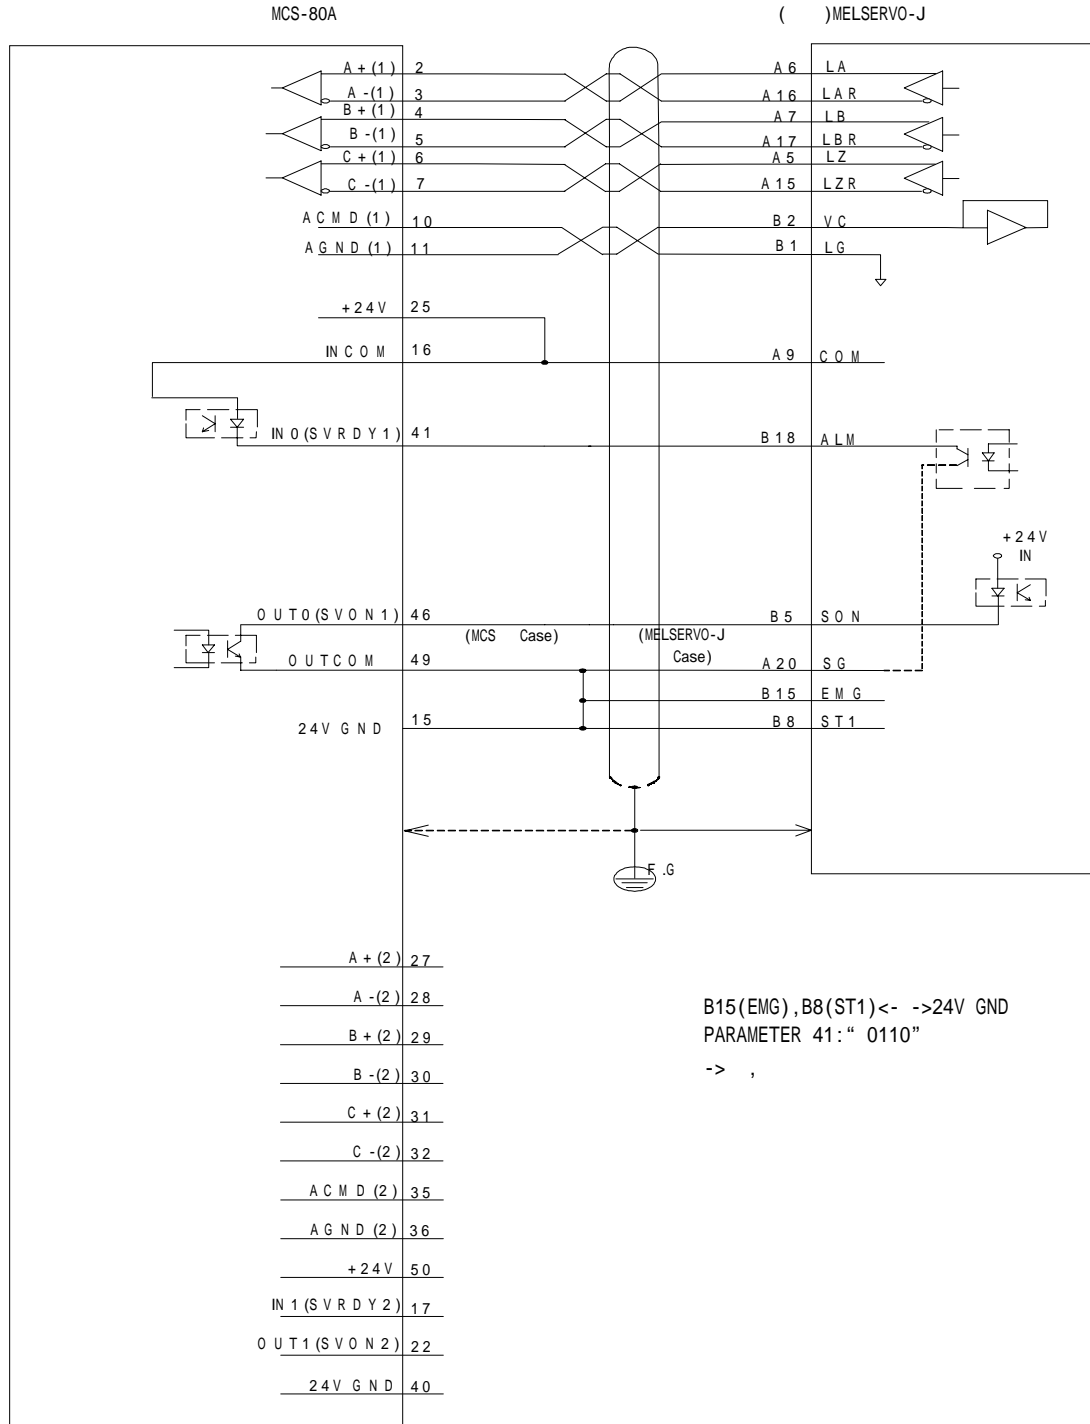 MCS-80A ( )MELSERVO-J
A+(1) 2 A6 LA
A-(1) 3 A16 LAR
B+(1) 4 A7 LB
B-(1) 5 A17 LBR
C+(1) 6 A5 LZ
C-(1) 7 A15 LZR
ACMD(1) 10 B2 VC
AGND(1) 11 B1 LG
+24V 25
INCOM 16 A9 COM
IN0(SVRDY1) 41 B18 ALM
+24V
IN
OUT0(SVON1) 46 B5 SON
(MCS Case) (MELSERVO-J
Case)
OUTCOM 49 A20 SG
B15 EMG
24V GND 15 B8 ST1
F.G
A+(2) 27
A-(2) 28
B+(2) 29
B-(2) 30
C+(2) 31
C-(2) 32
ACMD(2) 35
AGND(2) 36
+24V 50
IN1(SVRDY2) 17
OUT1(SVON2) 22
24V GND 40
B15(EMG),B8(ST1)<- ->24V GND
PARAMETER 41:“ 0110”
-> ,